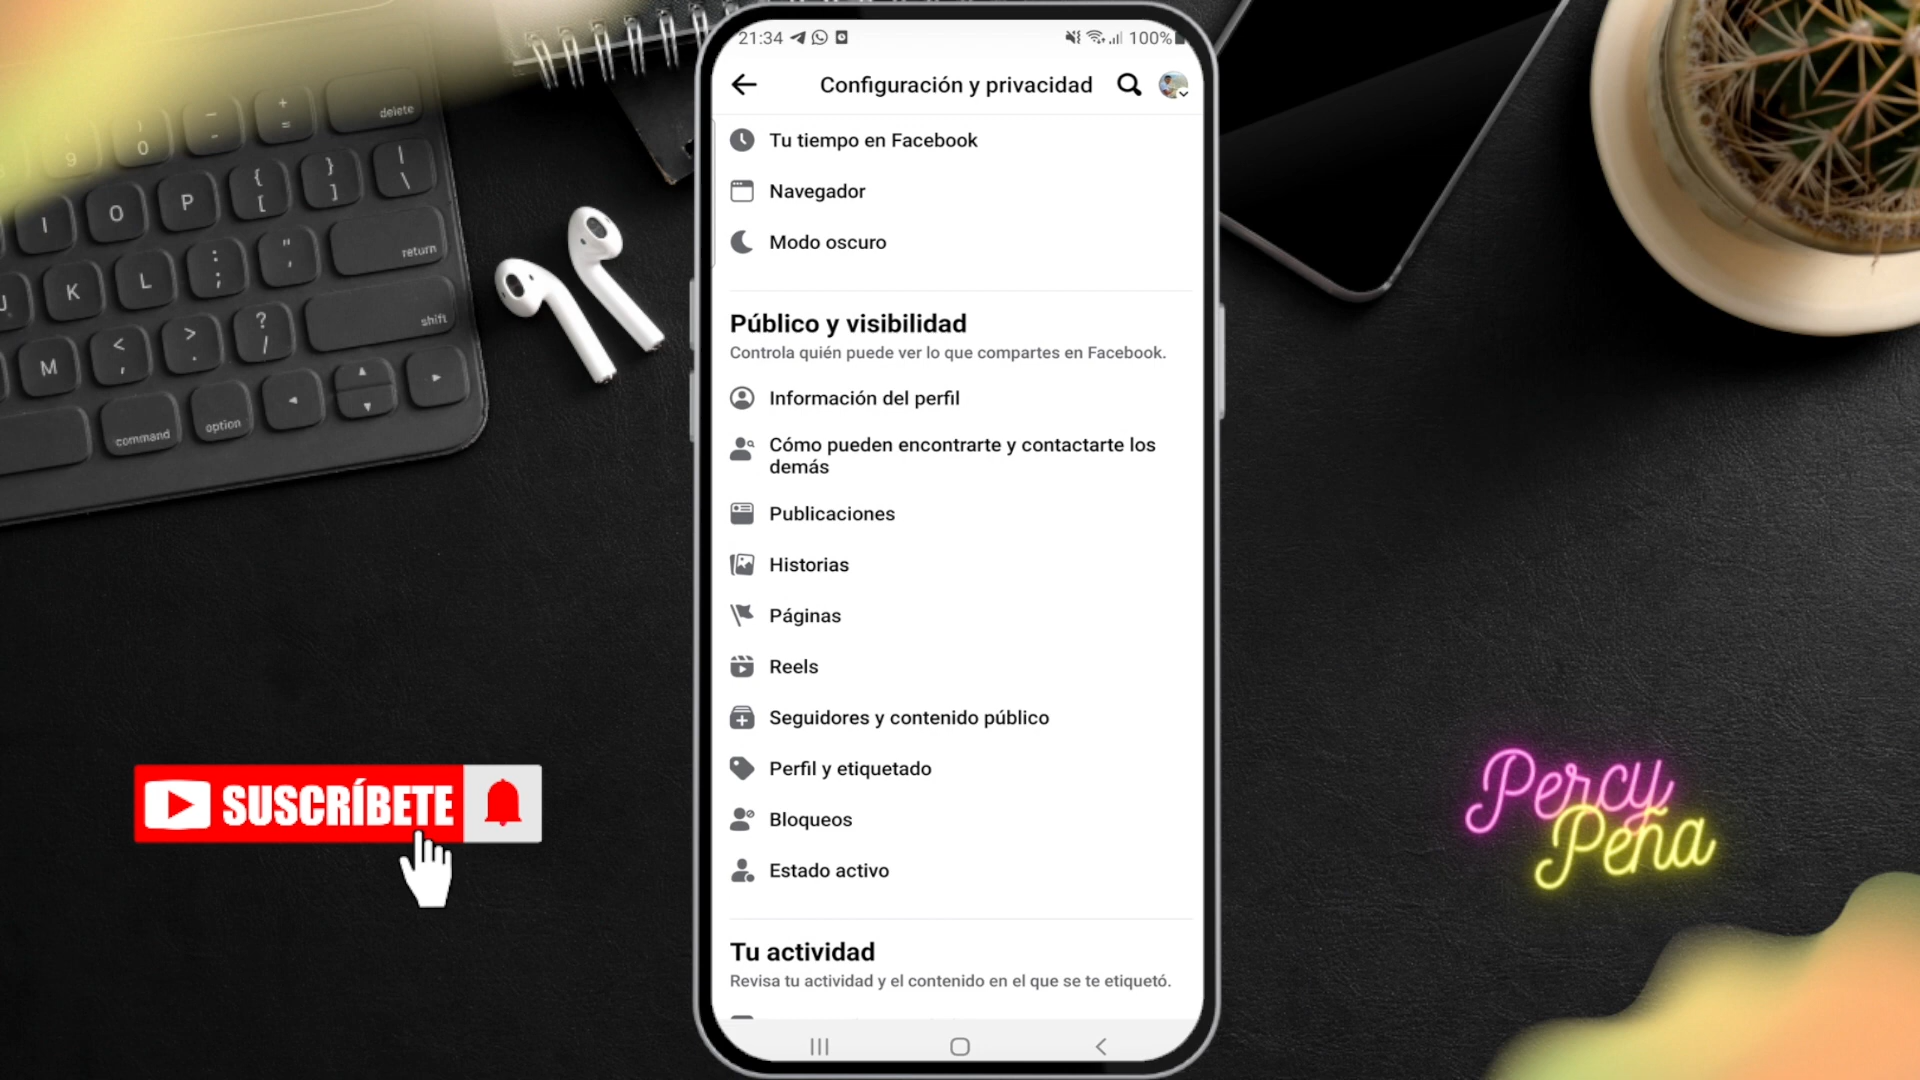 21:34
100%
Configuración y privacidad
Tu tiempo en Facebook
Navegador
Modo oscuro
Público y visibilidad
Controla quién puede ver lo que compartes en Facebook.
Información del perfil
Cómo pueden encontrarte y contactarte los
demás
Publicaciones
Historias
Páginas
Reels
Seguidores y contenido público
Perfil y etiquetado
Bloqueos
Estado activo
Tu actividad
Revisa tu actividad y el contenido en el que se te etiquetó.
SUSCRÍBETE
Percy
Peña
delete
9 0 - + =
I O P { [ } ] | \
return
K L : ; " ,
shift
M < , > . ? /
command option